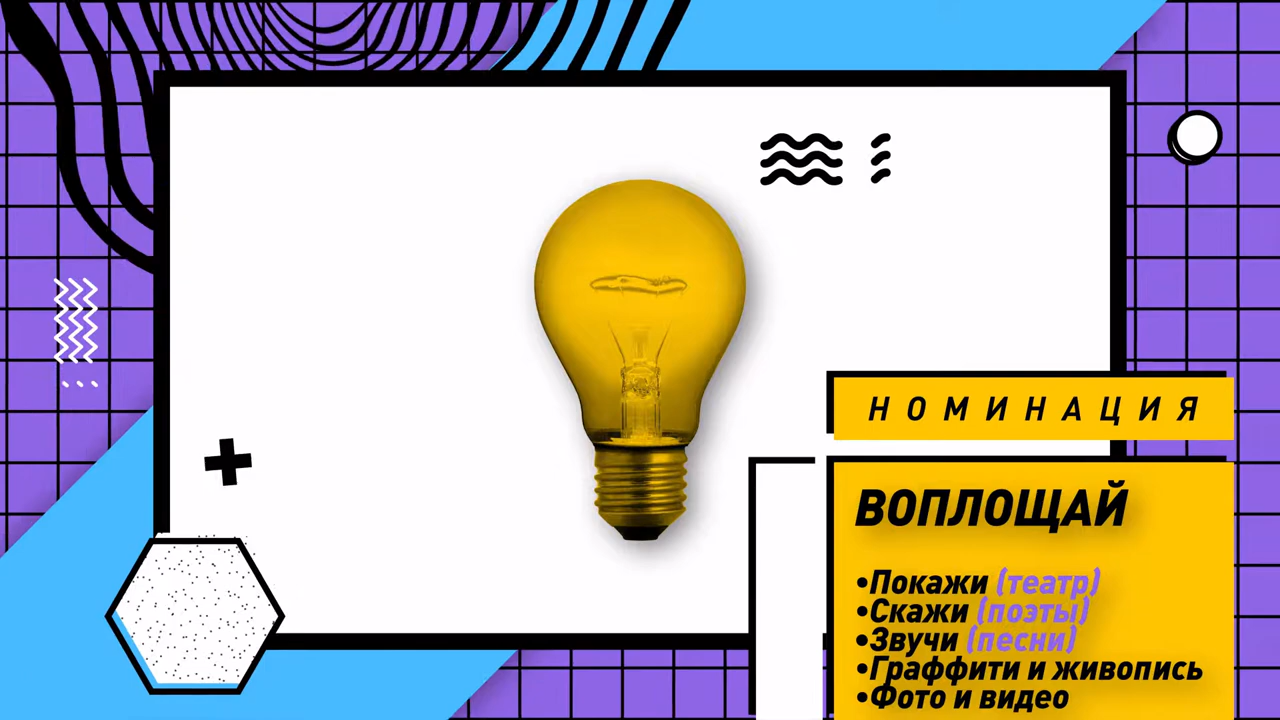 НОМИНАЦИЯ
ВОПЛОЩАЙ
•Покажи (театр)
•Скажи (поэты)
•Звучи (песни)
•Граффити и живопись
•Фото и видео